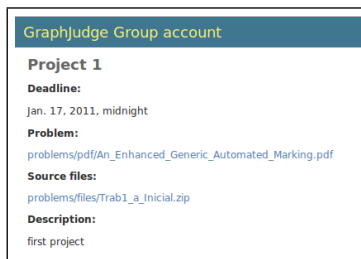 GraphJudge Group account
Project 1
Deadline:
Jan. 17, 2011, midnight
Problem:
problems/pdf/An_Enhanced_Generic_Automated_Marking.pdf
Source files:
problems/files/Trab1_a_Inicial.zip
Description:
first project